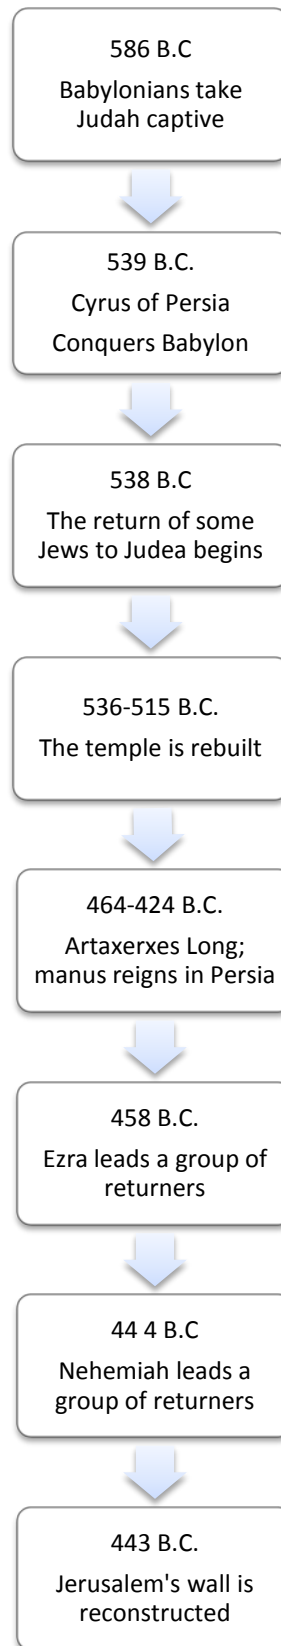 586 B.C
Babylonians take
Judah captive
539 B.C.
Cyrus of Persia
Conquers Babylon
538 B.C
The return of some
Jews to Judea begins
536-515 B.C.
The temple is rebuilt
464-424 B.C.
Artaxerxes Long;
manus reigns in Persia
458 B.C.
Ezra leads a group of
returners
44 4 B.C
Nehemiah leads a
group of returners
443 B.C.
Jerusalem's wall is
reconstructed